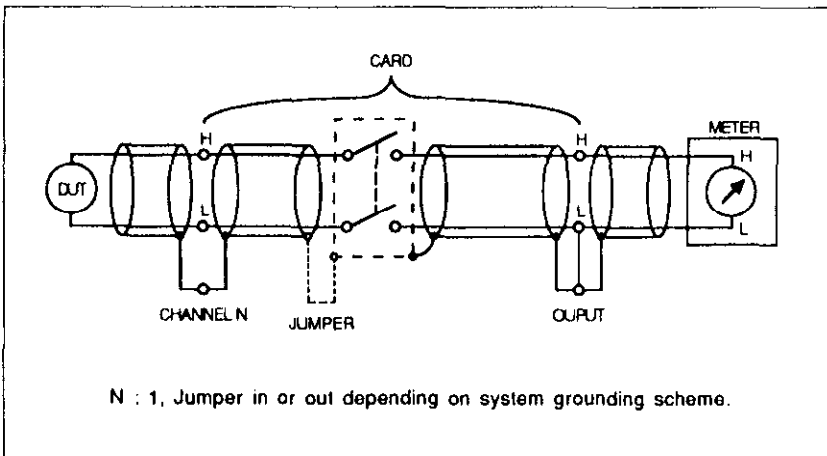 CARD
METER
H
H
H
DUT
L
L
L
CHANNEL N
JUMPER
OUPUT
N : 1, Jumper in or out depending on system grounding scheme.